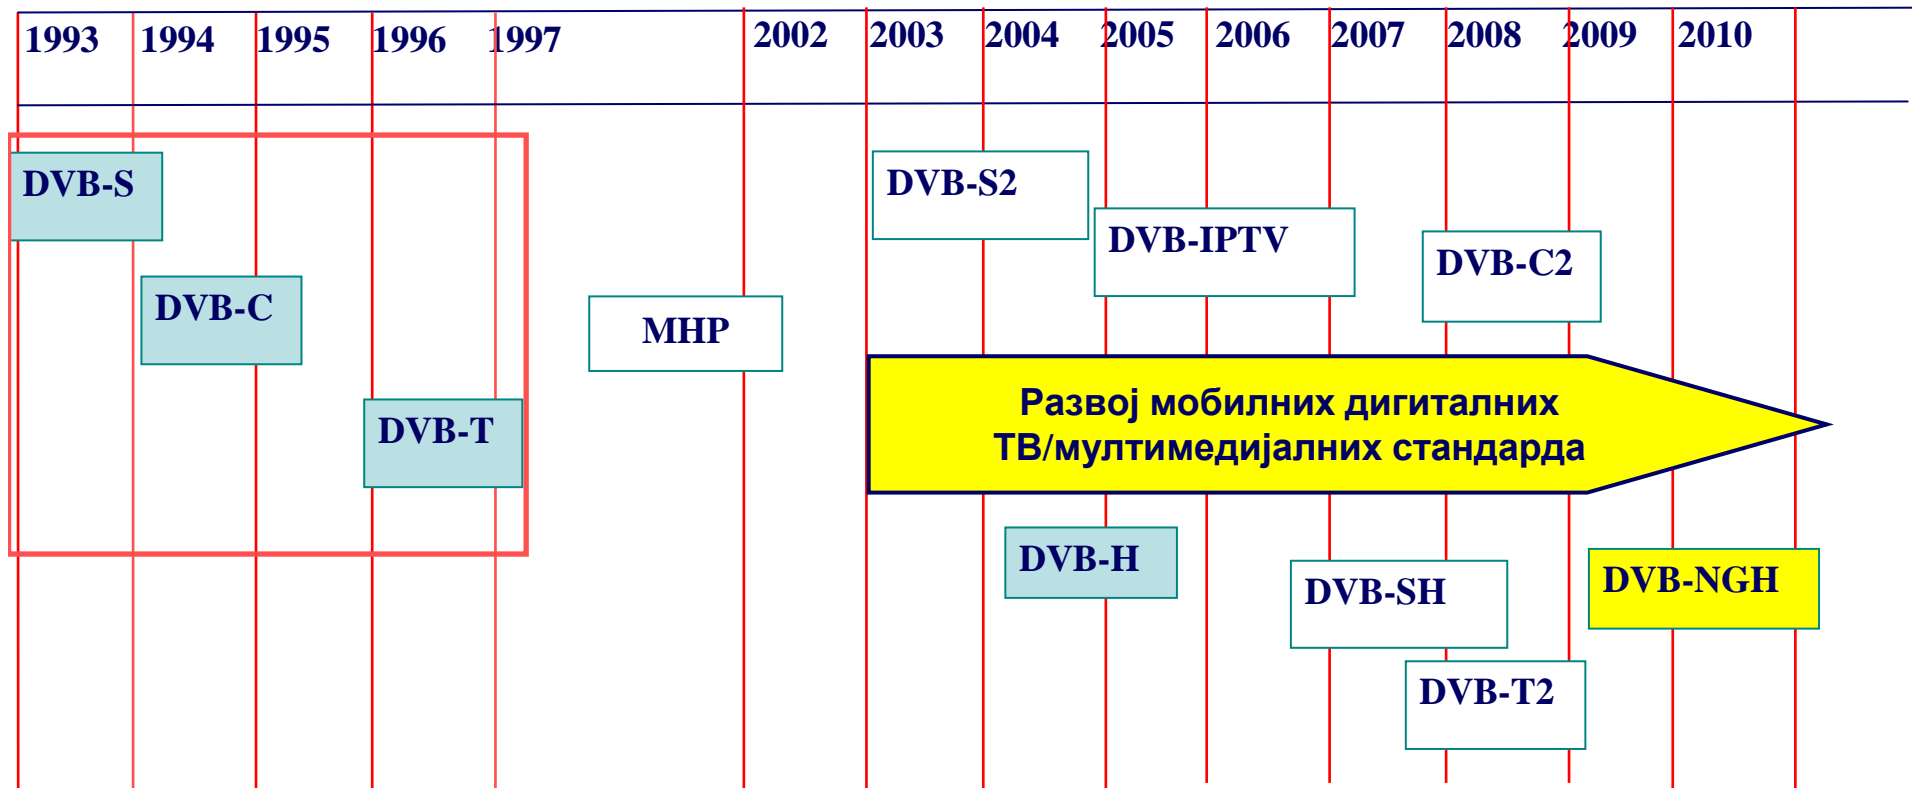 1993 1994 1995 1996 1997 2002 2003 2004 2005 2006 2007 2008 2009 2010
DVB-S
DVB-S2
DVB-IPTV
DVB-C2
DVB-C
MHP
Развој мобилних дигиталних
ТВ/мултимедијалних стандарда
DVB-T
DVB-H
DVB-SH
DVB-NGH
DVB-T2